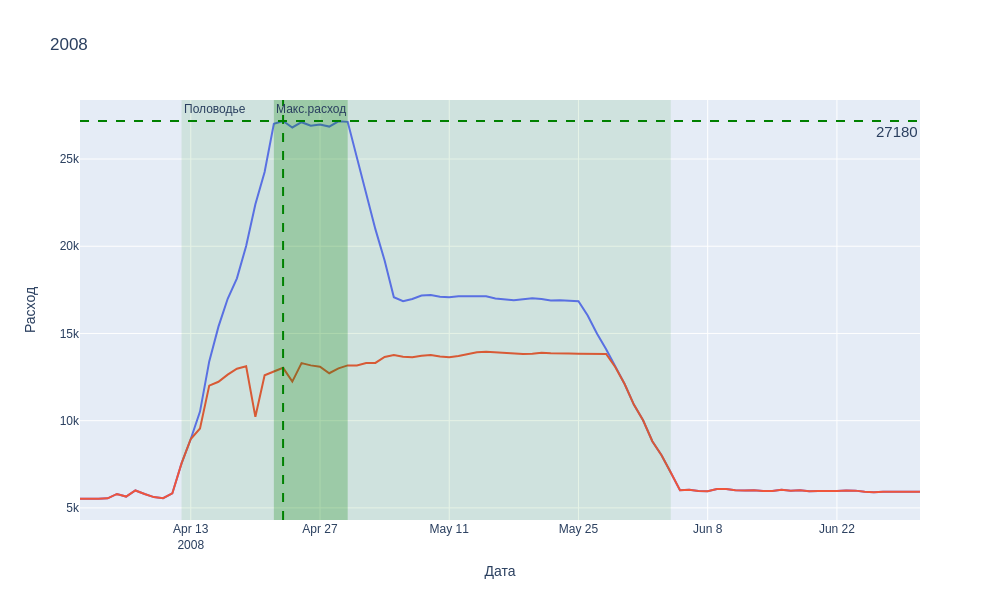 2008
Половодье
Макс.расход
27180
25k
20k
15k
10k
5k
Расход
Apr 13
2008
Apr 27
May 11
May 25
Jun 8
Jun 22
Дата